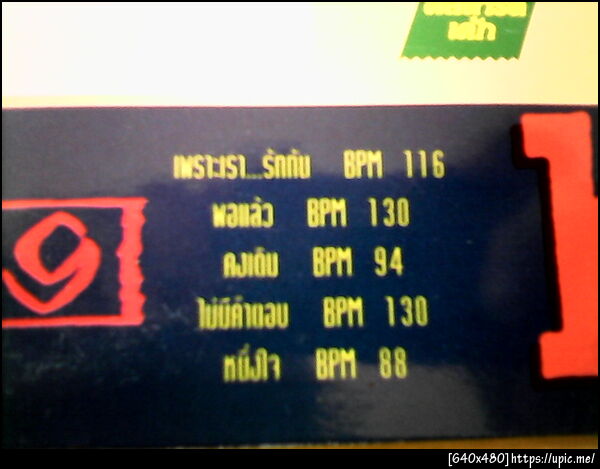 เพราะเรา...รักกัน BPM 116
พอแล้ว BPM 130
คงเดิม BPM 94
ไม่มีคำตอบ BPM 130
หนึ่งใจ BPM 88
[640x480]https://upic.me/